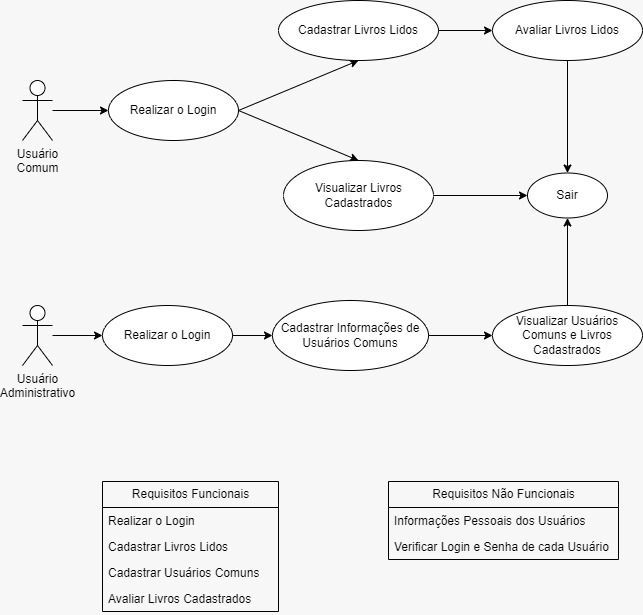 Cadastrar Livros Lidos
Avaliar Livros Lidos
Realizar o Login
Usuário
Comum
Visualizar Livros
Cadastrados
Sair
Realizar o Login
Cadastrar Informações de
Usuários Comuns
Visualizar Usuários
Comuns e Livros
Cadastrados
Usuário
Administrativo
Requisitos Funcionais
Realizar o Login
Cadastrar Livros Lidos
Cadastrar Usuários Comuns
Avaliar Livros Cadastrados
Requisitos Não Funcionais
Informações Pessoais dos Usuários
Verificar Login e Senha de cada Usuário